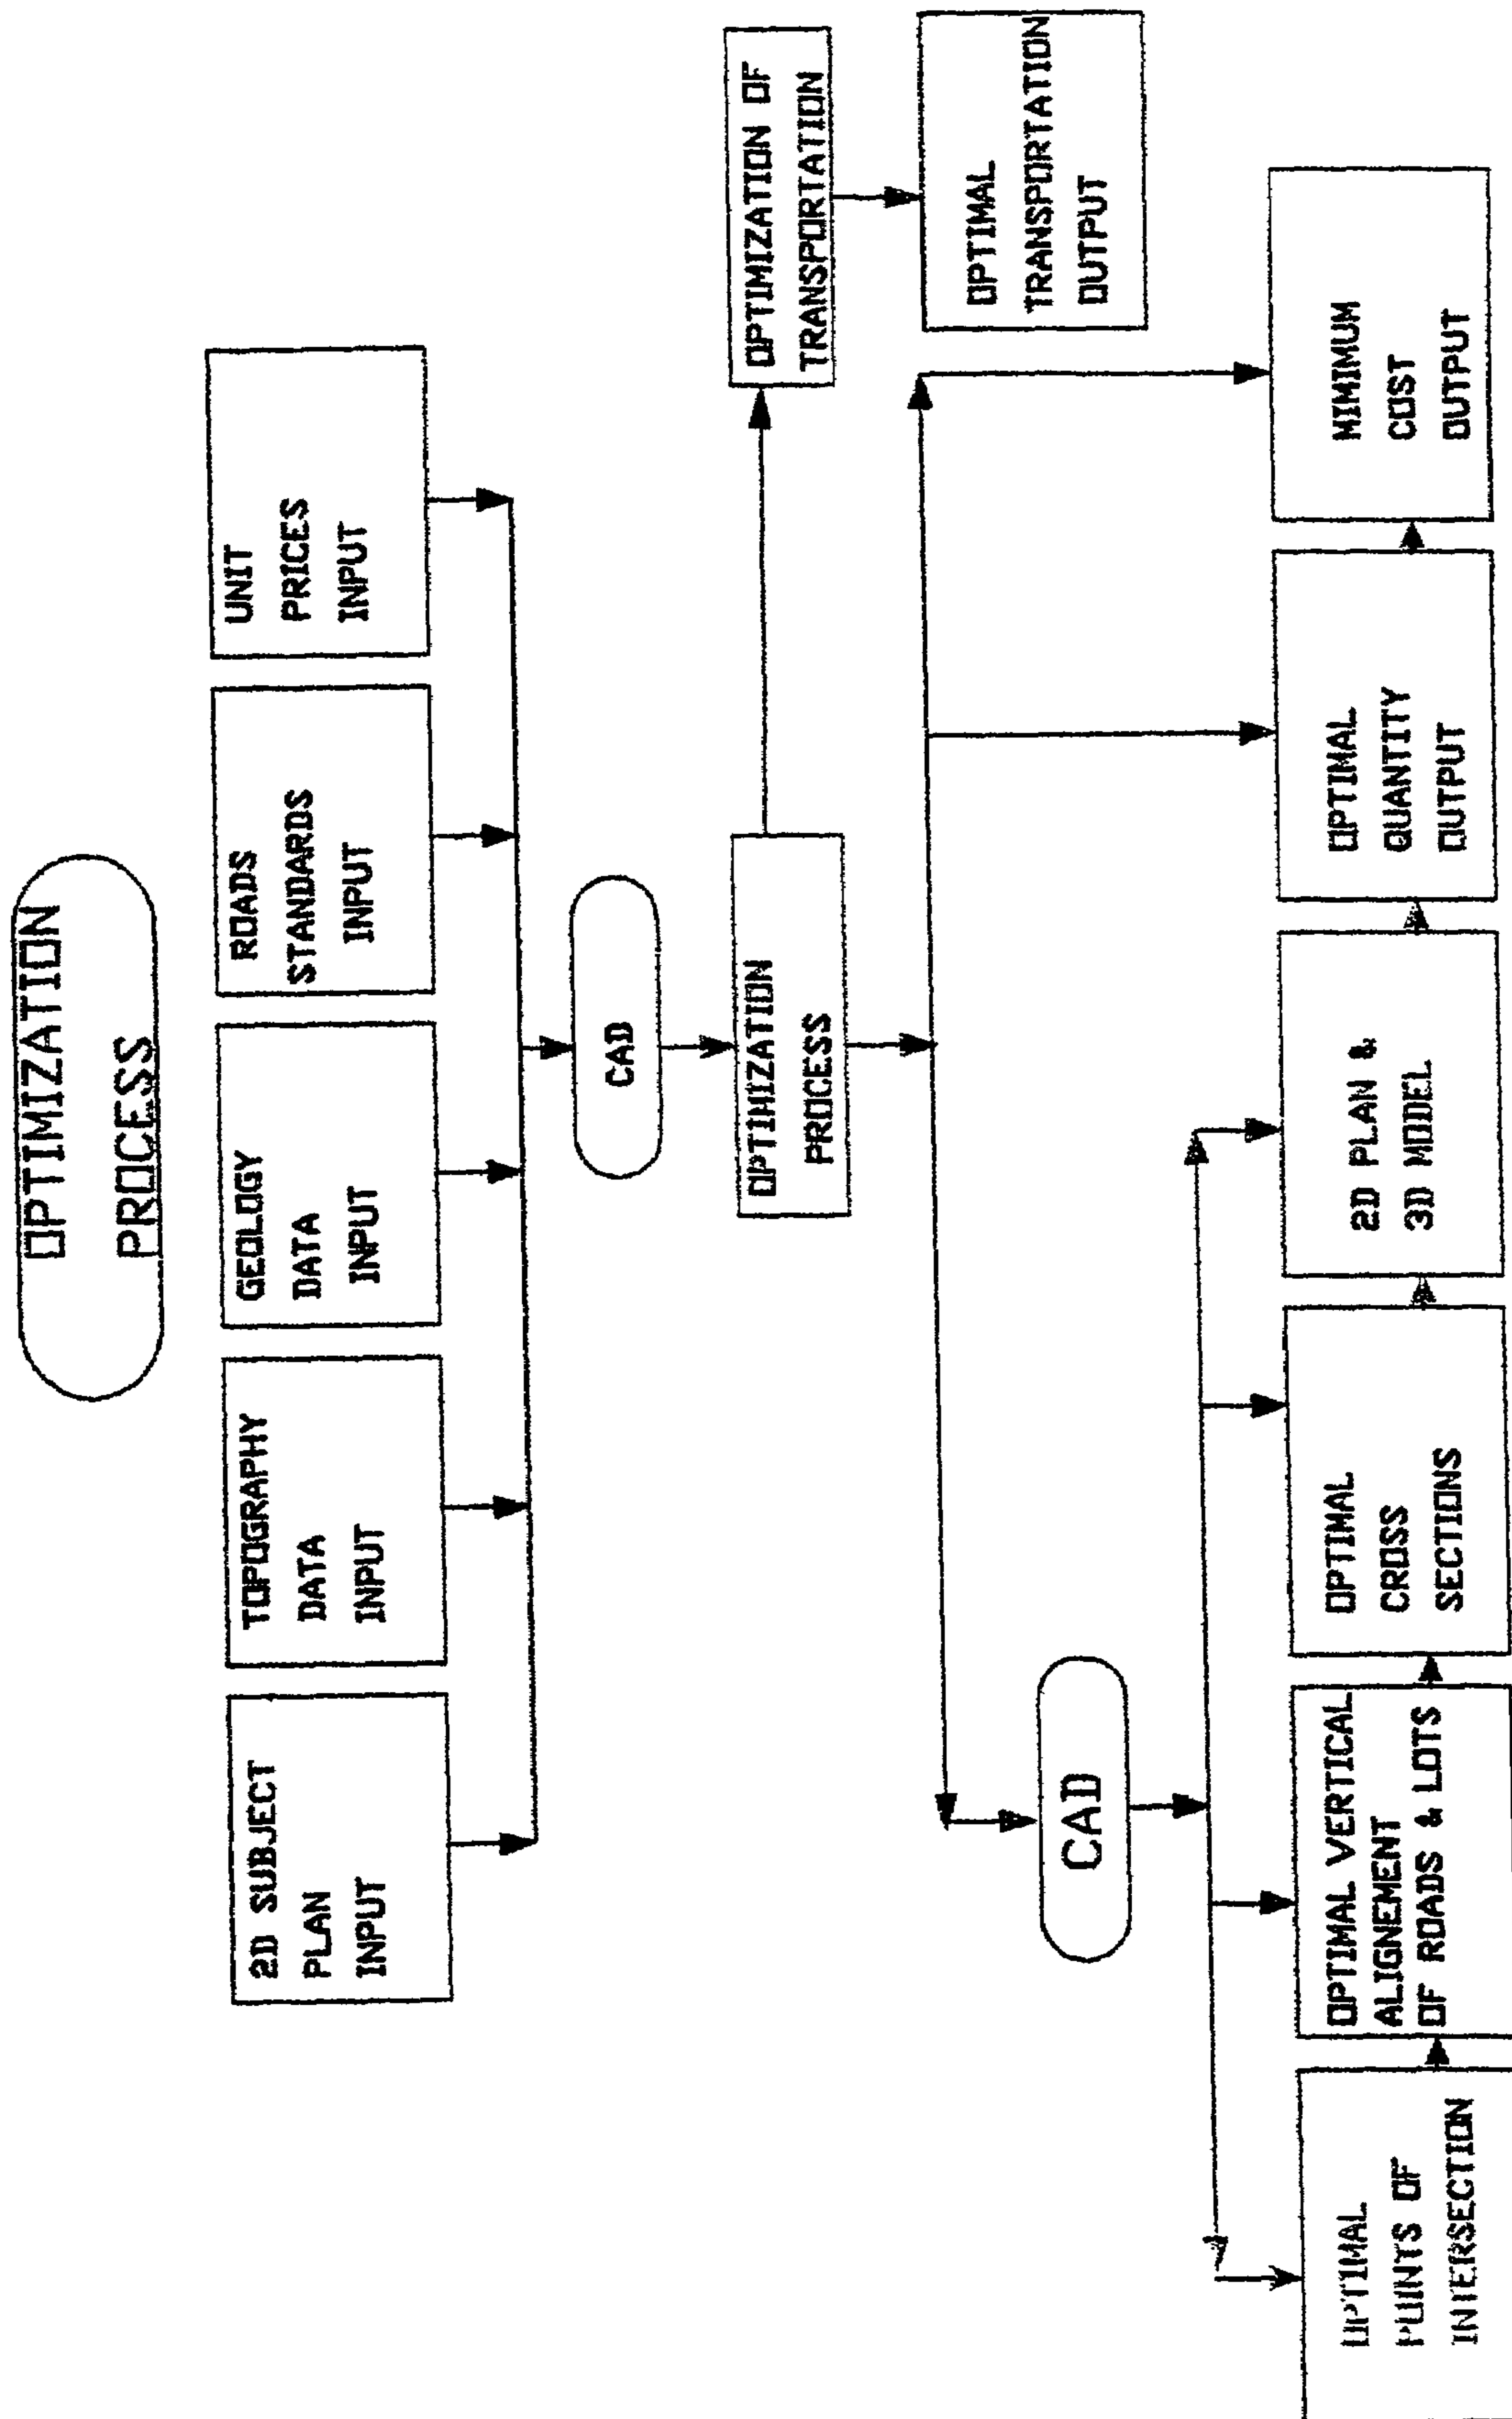 OPTIMIZATION
PROCESS
2D SUBJECT
PLAN
INPUT
TOPOGRAPHY
DATA
INPUT
GEOLOGY
DATA
INPUT
ROADS
STANDARDS
INPUT
UNIT
PRICES
INPUT
CAD
OPTIMIZATION
PROCESS
OPTIMIZATION OF
TRANSPORTATION
OPTIMAL
TRANSPORTATION
OUTPUT
CAD
OPTIMAL
POINTS OF
INTERSECTION
OPTIMAL VERTICAL
ALIGNEMENT
OF ROADS & LOTS
OPTIMAL
CROSS
SECTIONS
2D PLAN &
3D MODEL
OPTIMAL
QUANTITY
OUTPUT
MIMIMUM
COST
OUTPUT